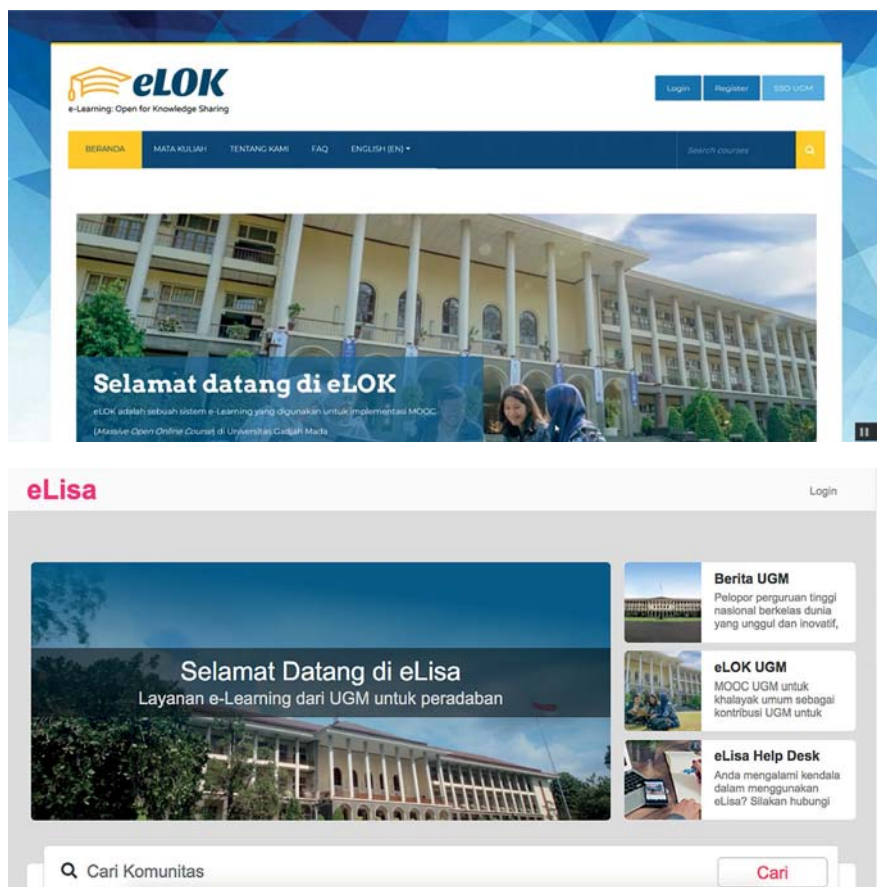 eLOK
e-Learning: Open for Knowledge Sharing
Login Register SSO UGM
BERANDA MATA KULIAH TENTANG KAMI FAQ ENGLISH (EN) Search courses
Selamat datang di eLOK
eLOK adalah sebuah sistem e-Learning yang digunakan untuk implementasi MOOC
(Massive Open Online Course) di Universitas Gadjah Mada
eLisa Login
Selamat Datang di eLisa
Layanan e-Learning dari UGM untuk peradaban
Berita UGM
Pelopor perguruan tinggi
nasional berkelas dunia
yang unggul dan inovatif,
eLOK UGM
MOOC UGM untuk
khalayak umum sebagai
kontribusi UGM untuk
eLisa Help Desk
Anda mengalami kendala
dalam menggunakan
eLisa? Silakan hubungi
Cari Komunitas Cari